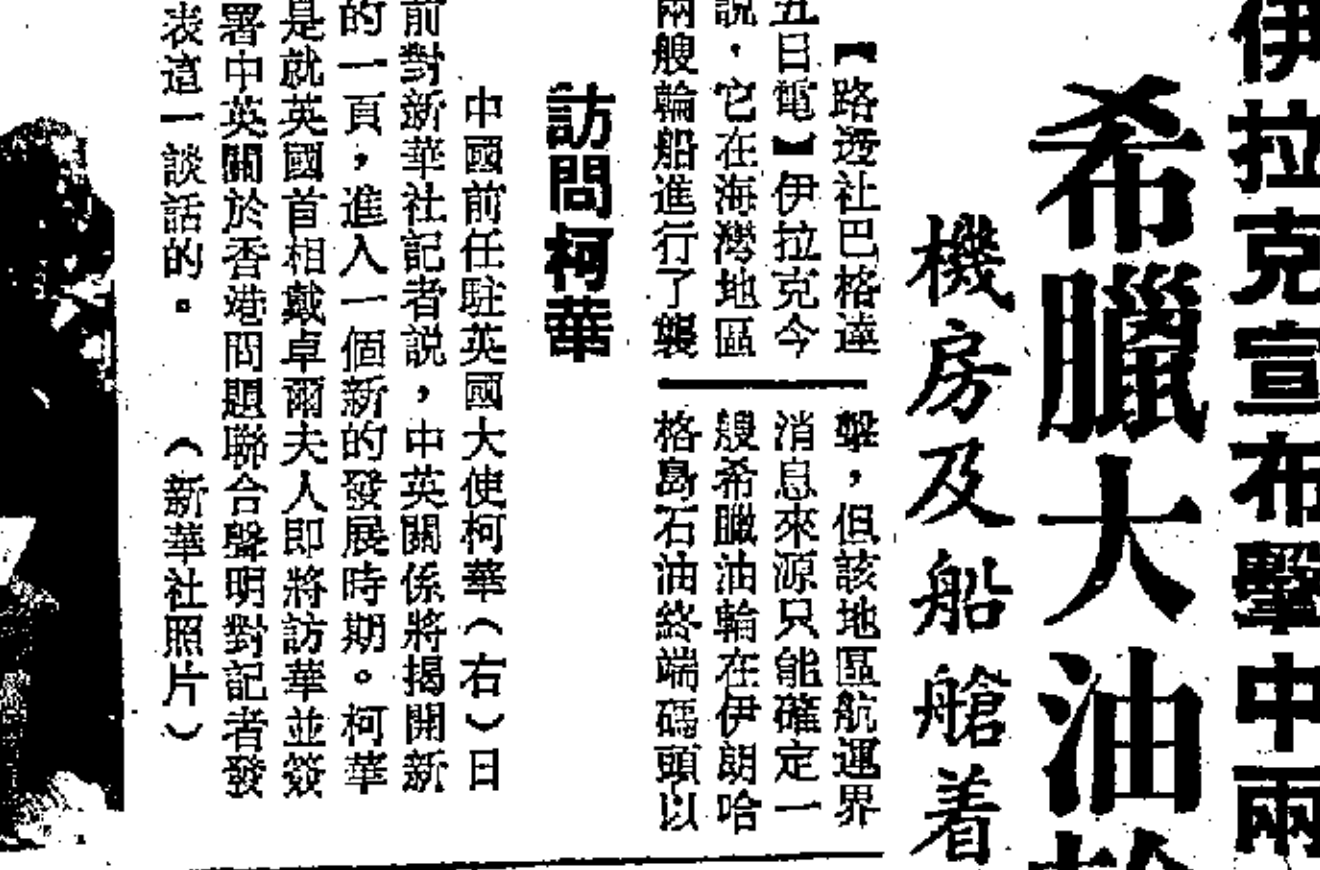 伊拉克宣布擊中兩
希臘大油
機房及船艙着
【路透社巴格達
五日電】伊拉克今
說,它在海灣地區
兩艘輪船進行了襲
擊,但該地區航運界
消息來源只能確定一
艘希臘油輪在伊朗哈
格島石油終端碼頭以
訪問柯華
中國前任駐英國大使柯華(右)日
前對新華社記者說,中英關係將揭開新
的一頁,進入一個新的發展時期。柯華
是就英國首相戴卓爾夫人即將訪華並簽
署中英關於香港問題聯合聲明對記者發
表這一談話的。 (新華社照片)